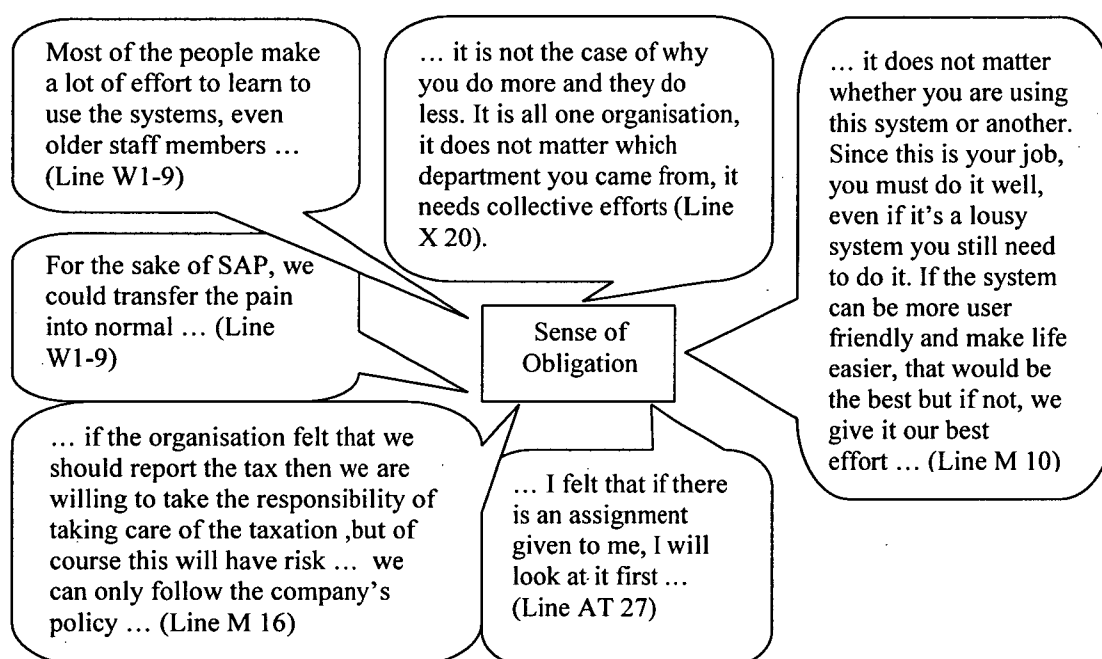 Most of the people make
a lot of effort to learn to
use the systems, even
older staff members …
(Line W1-9)
… it is not the case of why
you do more and they do
less. It is all one organisation,
it does not matter which
department you came from, it
needs collective efforts (Line
X 20).
… it does not matter
whether you are using
this system or another.
Since this is your job,
you must do it well,
even if it's a lousy
system you still need
to do it. If the system
can be more user
friendly and make life
easier, that would be
the best but if not, we
give it our best
effort … (Line M 10)
For the sake of SAP, we
could transfer the pain
into normal … (Line
W1-9)
Sense of
Obligation
… if the organisation felt that we
should report the tax then we are
willing to take the responsibility of
taking care of the taxation ,but of
course this will have risk … we
can only follow the company's
policy … (Line M 16)
… I felt that if there
is an assignment
given to me, I will
look at it first …
(Line AT 27)